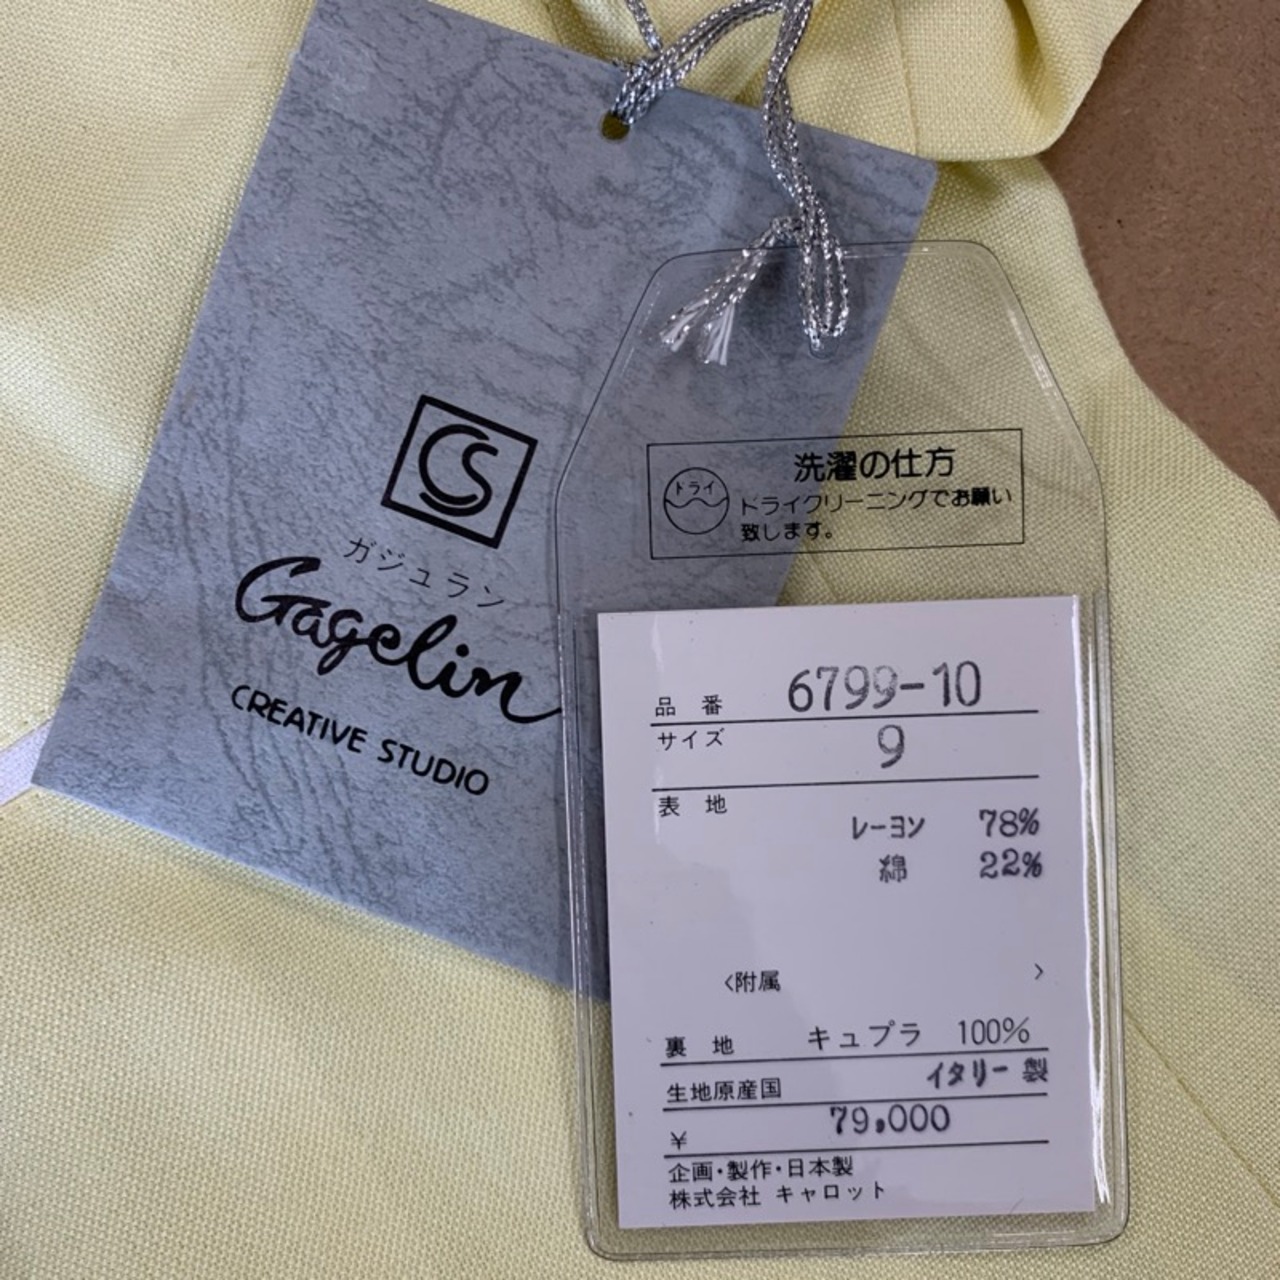 CS
ガジュラン
Gagelin
CREATIVE STUDIO
洗濯の仕方
ドライ
ドライクリーニングでお願い
致します。
品番 6799-10
サイズ 9
表地
レーヨン 78%
綿 22%
<附属 >
裏地 キュプラ 100%
生地原産国 イタリー製
¥ 79,000
企画・製作・日本製
株式会社 キャロット